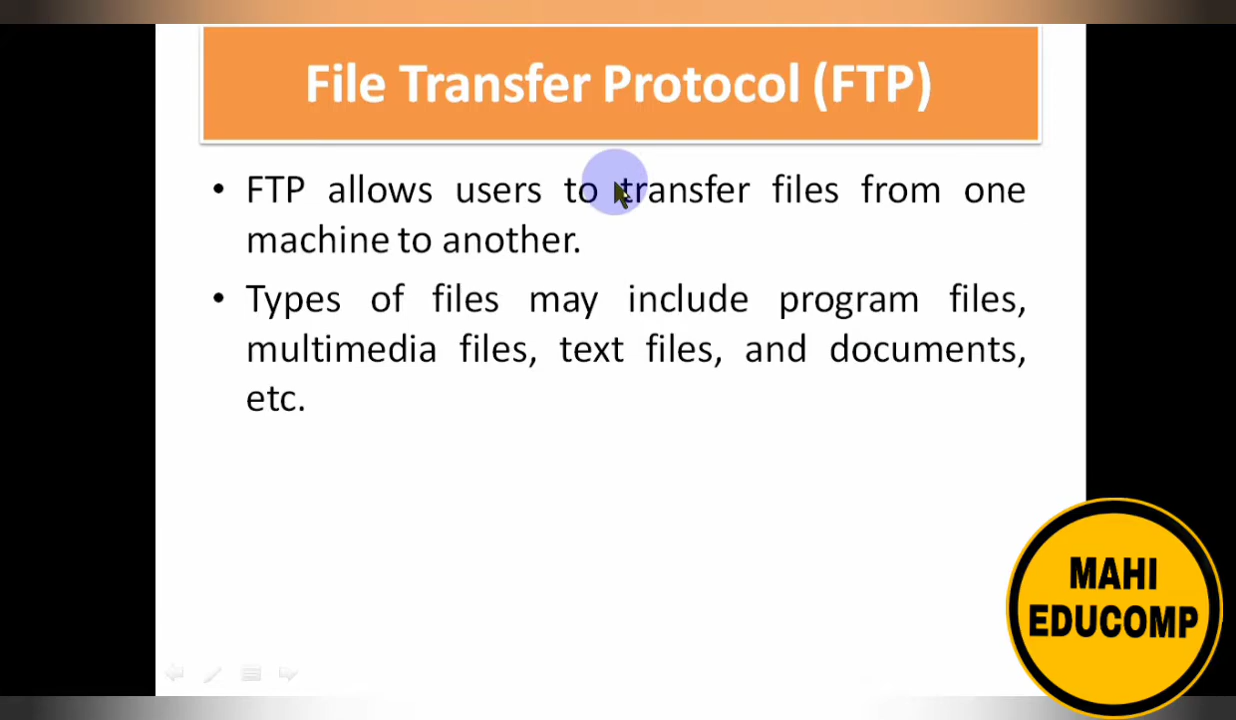 File Transfer Protocol (FTP)
• FTP allows users to transfer files from one
machine to another.
• Types of files may include program files,
multimedia files, text files, and documents,
etc.
MAHI
EDUCOMP